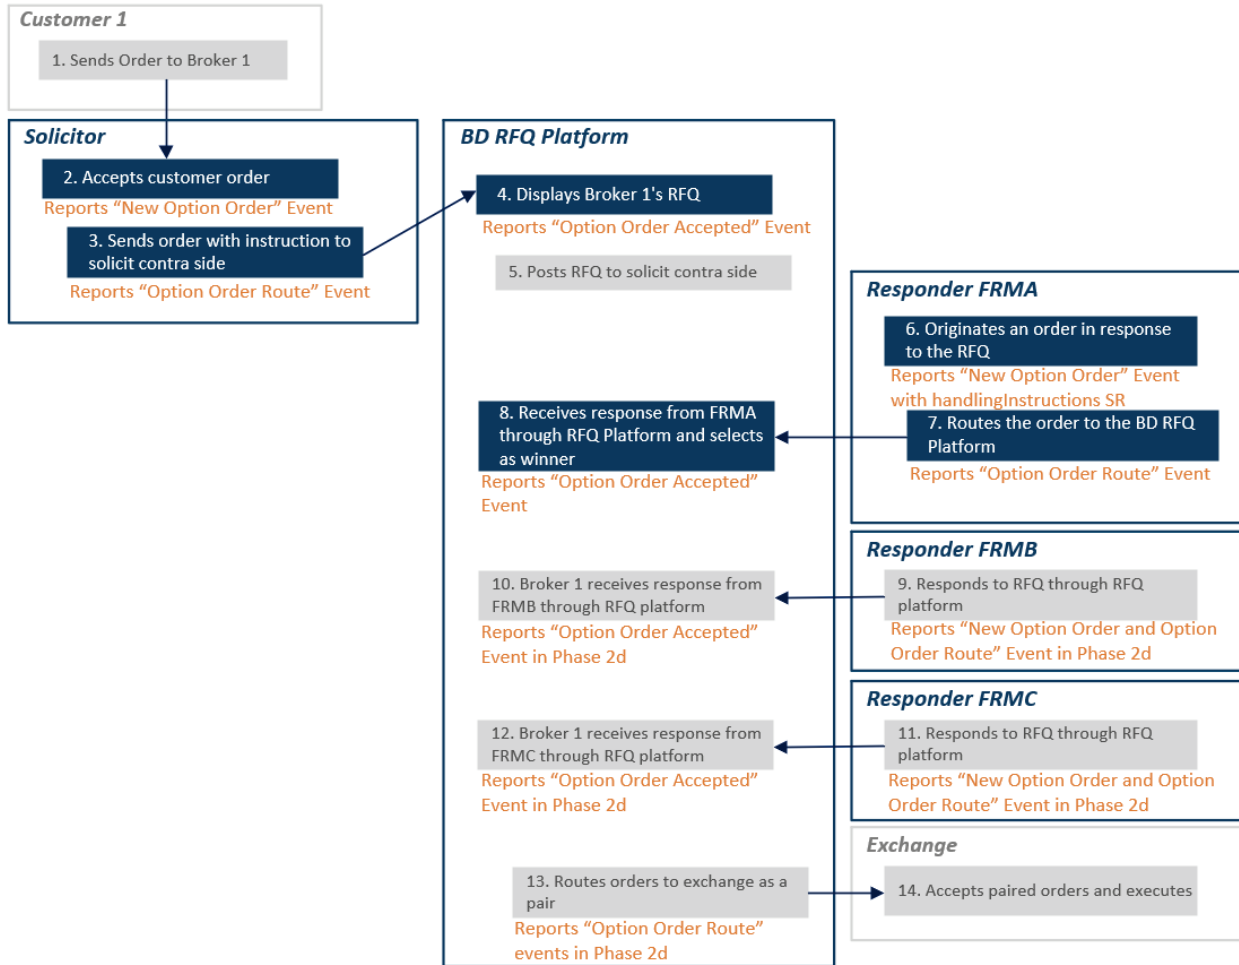 Customer 1
1. Sends Order to Broker 1
Solicitor
2. Accepts customer order
Reports “New Option Order” Event
3. Sends order with instruction to
solicit contra side
Reports “Option Order Route” Event
BD RFQ Platform
4. Displays Broker 1's RFQ
Reports “Option Order Accepted” Event
5. Posts RFQ to solicit contra side
Responder FRMA
6. Originates an order in response
to the RFQ
Reports “New Option Order” Event
with handlingInstructions SR
7. Routes the order to the BD RFQ
Platform
Reports “Option Order Route” Event
8. Receives response from FRMA
through RFQ Platform and selects
as winner
Reports “Option Order Accepted”
Event
Responder FRMB
9. Responds to RFQ through RFQ
platform
Reports “New Option Order and Option
Order Route” Event in Phase 2d
10. Broker 1 receives response from
FRMB through RFQ platform
Reports “Option Order Accepted”
Event in Phase 2d
Responder FRMC
11. Responds to RFQ through RFQ
platform
Reports “New Option Order and Option
Order Route” Event in Phase 2d
12. Broker 1 receives response from
FRMC through RFQ platform
Reports “Option Order Accepted”
Event in Phase 2d
13. Routes orders to exchange as a
pair
Reports “Option Order Route”
events in Phase 2d
Exchange
14. Accepts paired orders and executes